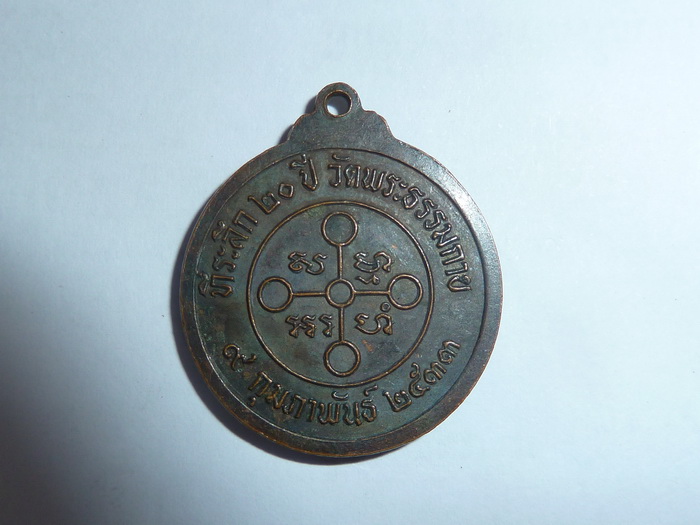 ที่ระลึก ๒๐ ปี วัดพระธรรมกาย
๙ กุมภาพันธ์ ๒๕๓๓